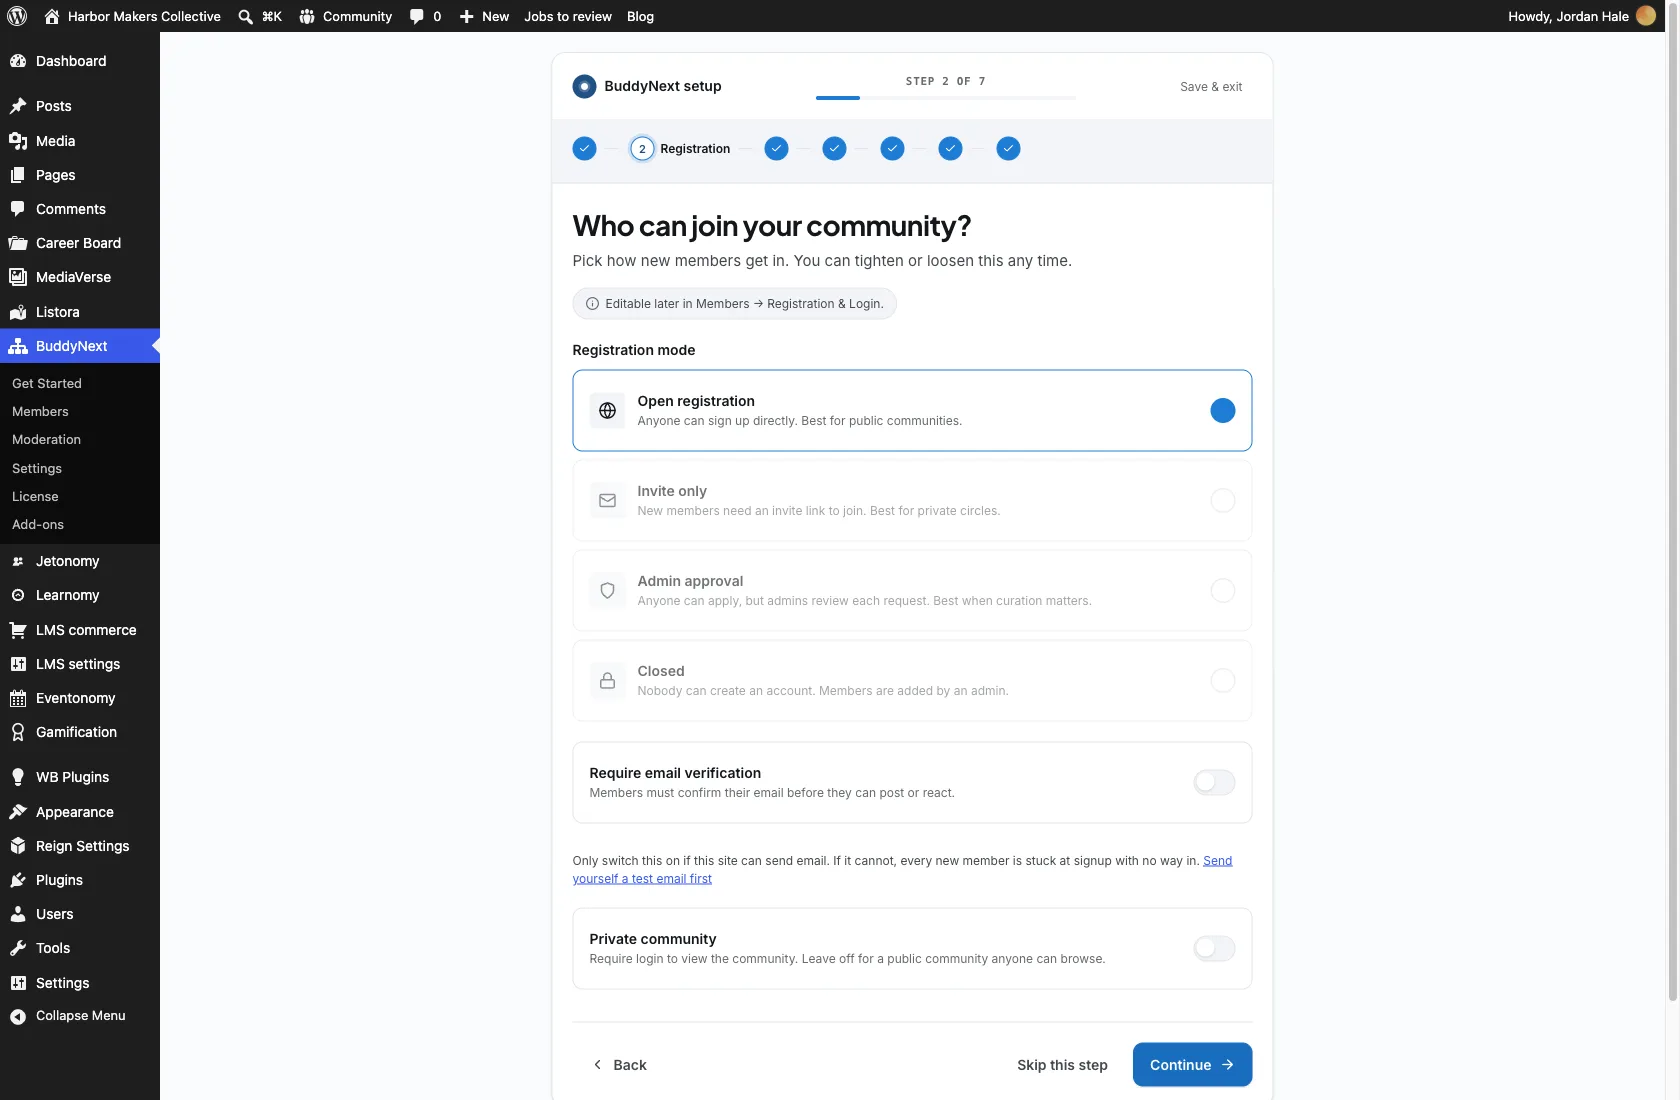 Harbor Makers Collective
⌘K
Community
0
New
Jobs to review
Blog
Howdy, Jordan Hale
Dashboard
Posts
Media
Pages
Comments
Career Board
MediaVerse
Listora
BuddyNext
Get Started
Members
Moderation
Settings
License
Add-ons
Jetonomy
Learnomy
LMS commerce
LMS settings
Eventonomy
Gamification
WB Plugins
Appearance
Reign Settings
Plugins
Users
Tools
Settings
Collapse Menu
BuddyNext setup
STEP 2 OF 7
Save & exit
2 Registration
Who can join your community?
Pick how new members get in. You can tighten or loosen this any time.
Editable later in Members → Registration & Login.
Registration mode
Open registration
Anyone can sign up directly. Best for public communities.
Invite only
New members need an invite link to join. Best for private circles.
Admin approval
Anyone can apply, but admins review each request. Best when curation matters.
Closed
Nobody can create an account. Members are added by an admin.
Require email verification
Members must confirm their email before they can post or react.
Only switch this on if this site can send email. If it cannot, every new member is stuck at signup with no way in. Send
yourself a test email first
Private community
Require login to view the community. Leave off for a public community anyone can browse.
Back
Skip this step
Continue →